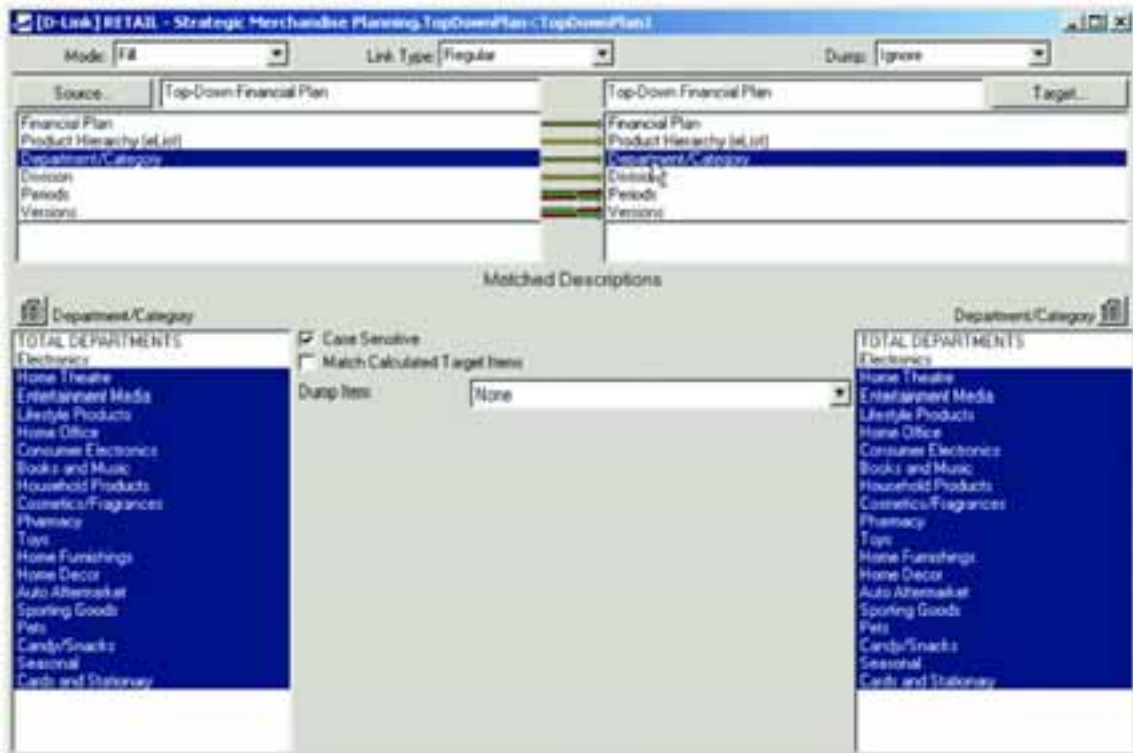 [D-Link] RETAIL - Strategic Merchandise Planning.TopDownPlan<TopDownPlan1
Mode: Fill Link Type: Regular Dump: Ignore
Source... Top-Down Financial Plan Top-Down Financial Plan Target...
Financial Plan Financial Plan
Product Hierarchy (eList) Product Hierarchy (eList)
Department/Category Department/Category
Division Division
Periods Periods
Versions Versions
Matched Descriptions
Department/Category Department/Category
TOTAL DEPARTMENTS Case Sensitive TOTAL DEPARTMENTS
Electronics Match Calculated Target Items Electronics
Home Theatre Home Theatre
Entertainment Media Dump Item: None Entertainment Media
Lifestyle Products Lifestyle Products
Home Office Home Office
Consumer Electronics Consumer Electronics
Books and Music Books and Music
Household Products Household Products
Cosmetics/Fragrances Cosmetics/Fragrances
Pharmacy Pharmacy
Toys Toys
Home Furnishings Home Furnishings
Home Decor Home Decor
Auto Aftermarket Auto Aftermarket
Sporting Goods Sporting Goods
Pets Pets
Candy/Snacks Candy/Snacks
Seasonal Seasonal
Cards and Stationary Cards and Stationary